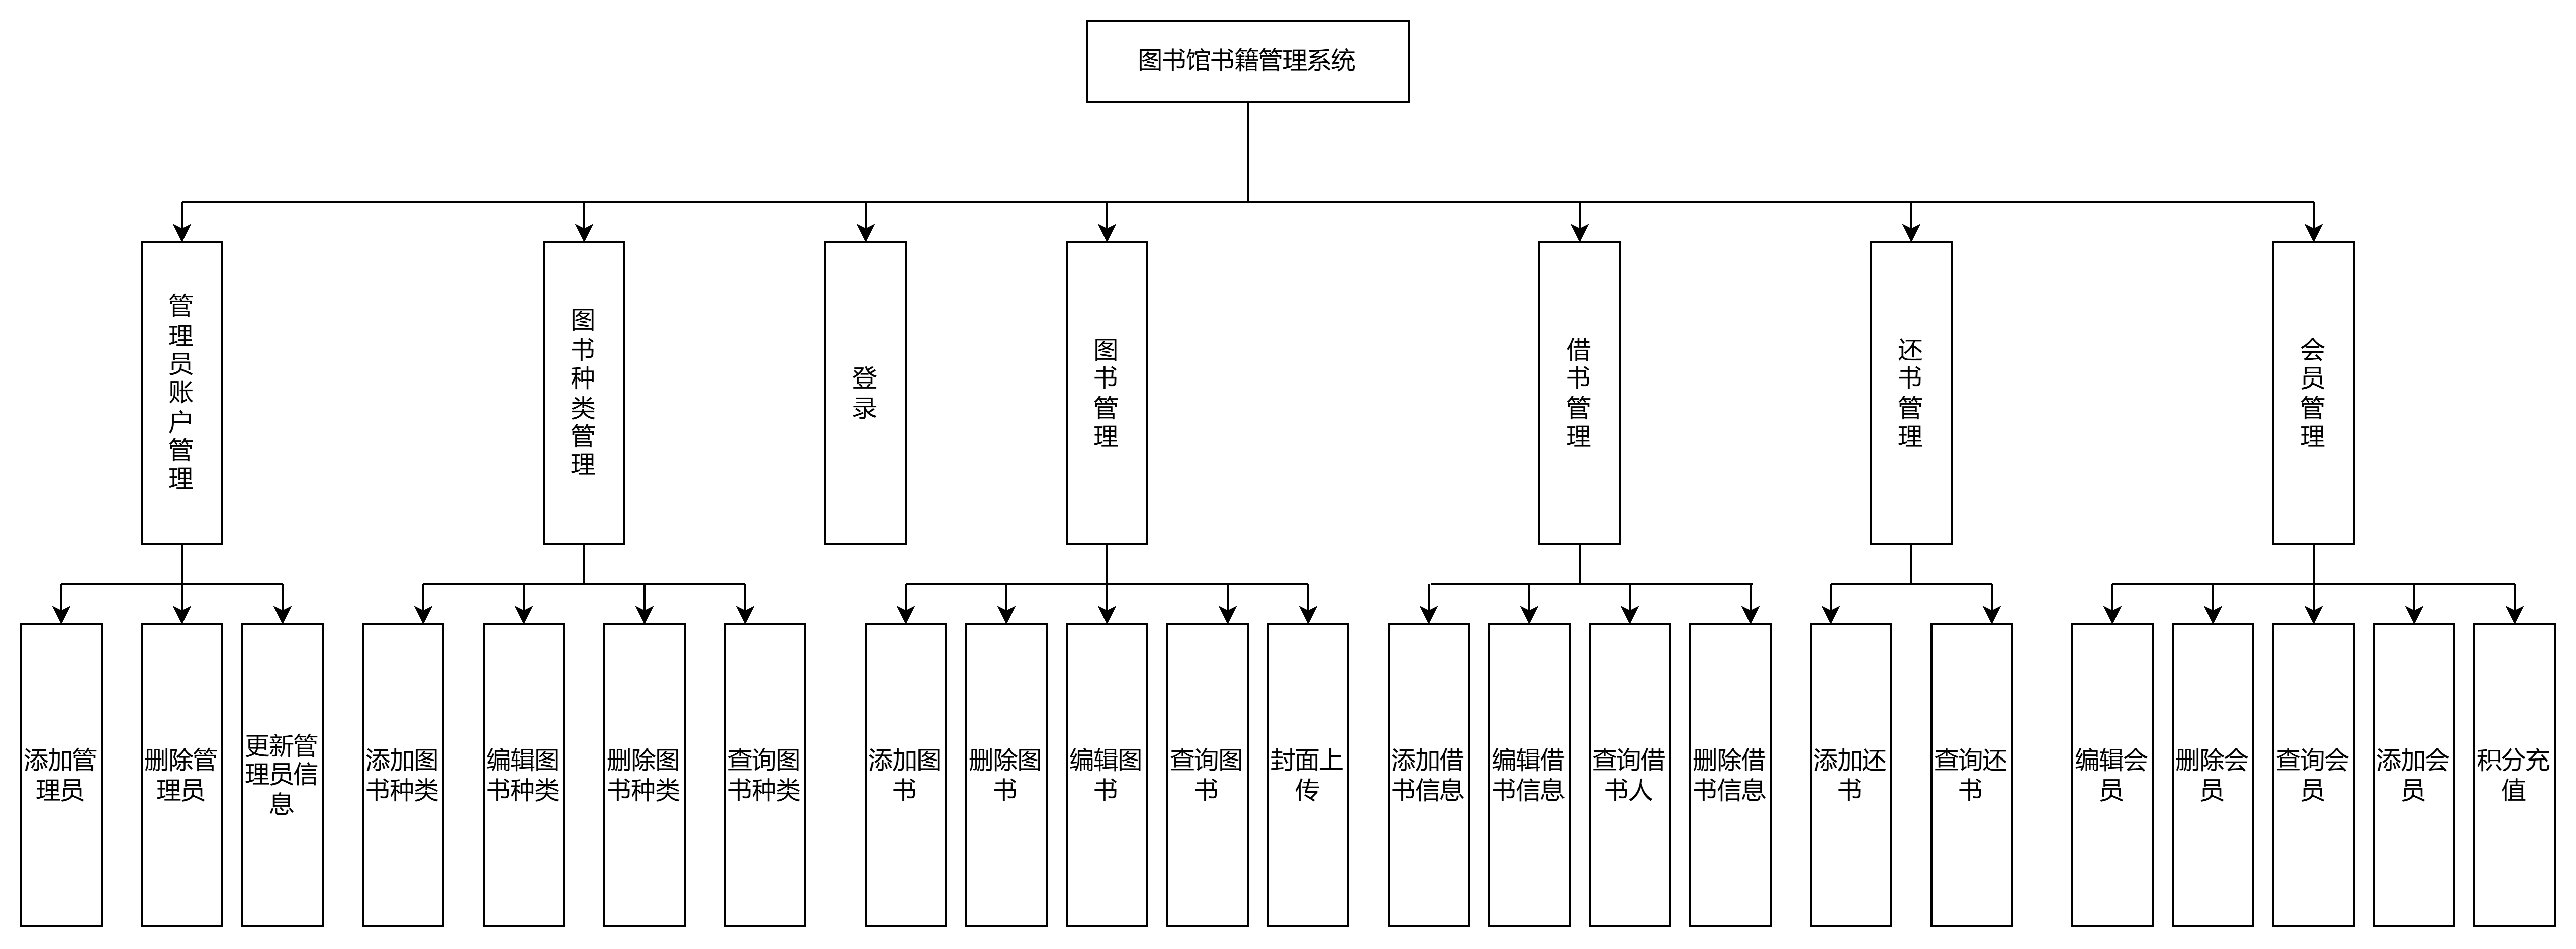 图书馆书籍管理系统
管
理
员
账
户
管
理
图
书
种
类
管
理
登
录
图
书
管
理
借
书
管
理
还
书
管
理
会
员
管
理
添加管
理员
删除管
理员
更新管
理员信
息
添加图
书种类
编辑图
书种类
删除图
书种类
查询图
书种类
添加图
书
删除图
书
编辑图
书
查询图
书
封面上
传
添加借
书信息
编辑借
书信息
查询借
书人
删除借
书信息
添加还
书
查询还
书
编辑会
员
删除会
员
查询会
员
添加会
员
积分充
值